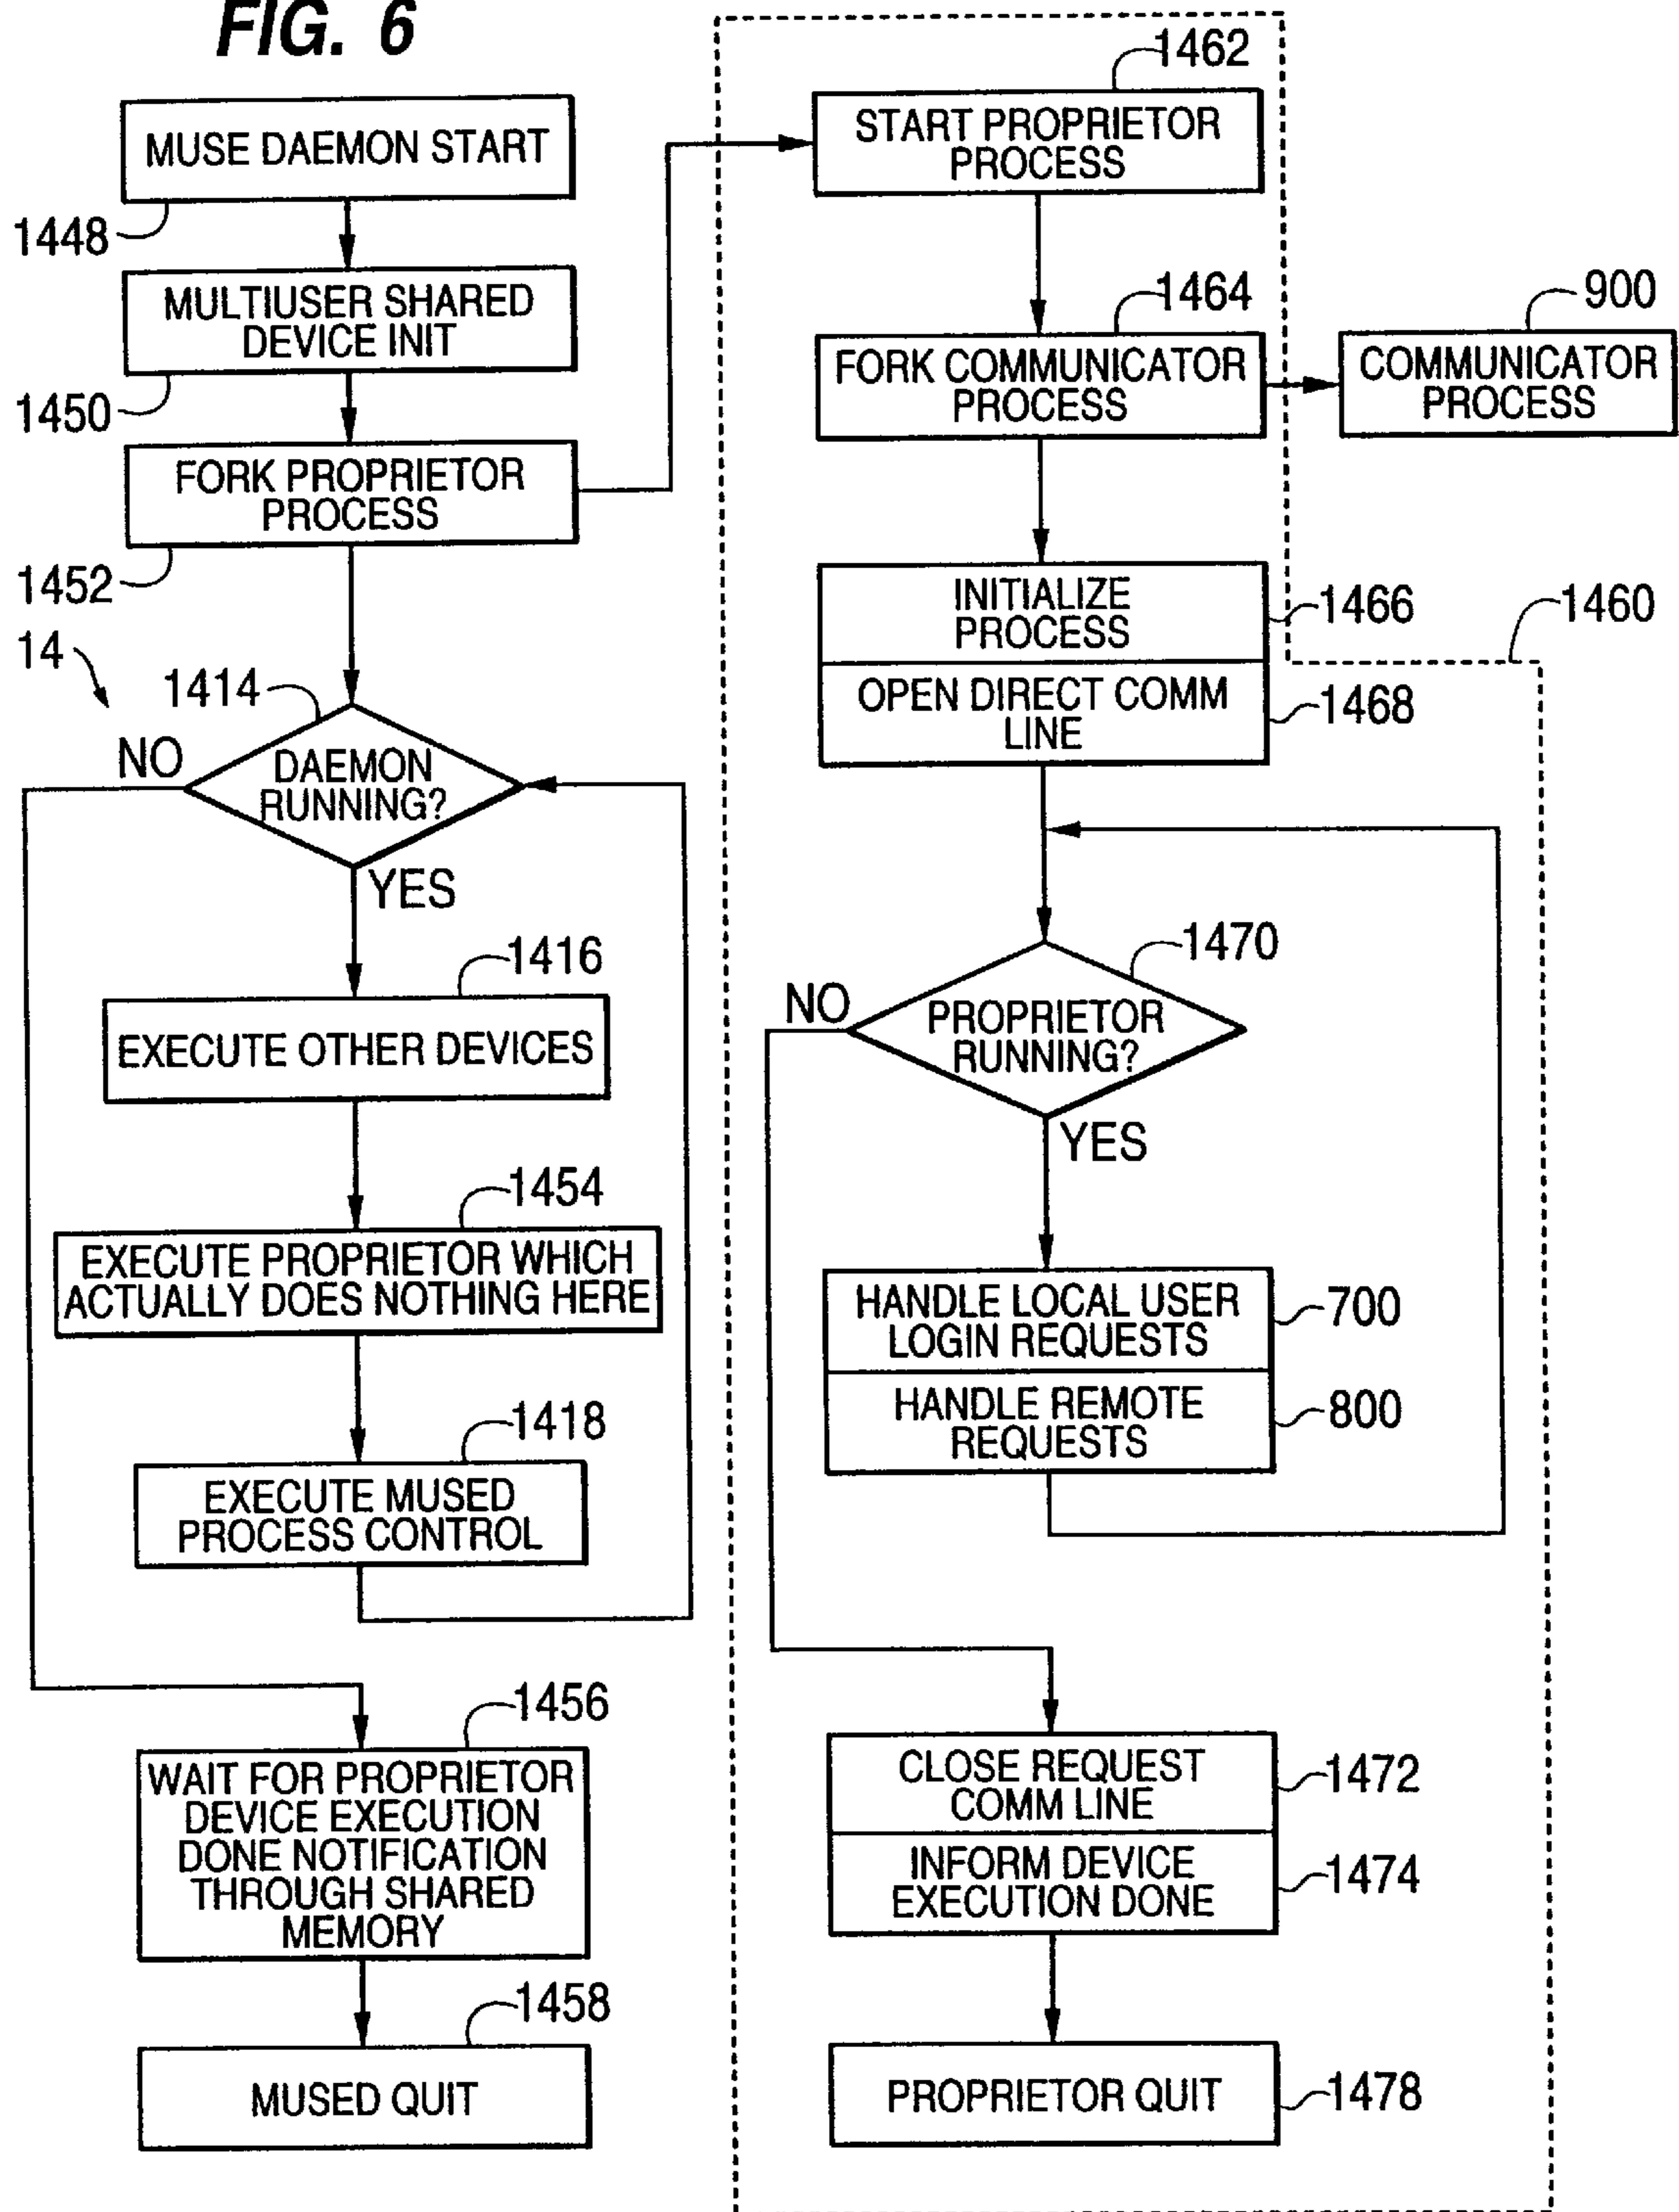 FIG. 6
MUSE DAEMON START
1448
MULTIUSER SHARED
DEVICE INIT
1450
FORK PROPRIETOR
PROCESS
1452
14
1414
DAEMON
RUNNING?
NO
YES
1416
EXECUTE OTHER DEVICES
1454
EXECUTE PROPRIETOR WHICH
ACTUALLY DOES NOTHING HERE
1418
EXECUTE MUSED
PROCESS CONTROL
1456
WAIT FOR PROPRIETOR
DEVICE EXECUTION
DONE NOTIFICATION
THROUGH SHARED
MEMORY
1458
MUSED QUIT
1462
START PROPRIETOR
PROCESS
1464
FORK COMMUNICATOR
PROCESS
900
COMMUNICATOR
PROCESS
INITIALIZE
PROCESS
1466
1460
OPEN DIRECT COMM
LINE
1468
1470
NO
PROPRIETOR
RUNNING?
YES
HANDLE LOCAL USER
LOGIN REQUESTS
700
HANDLE REMOTE
REQUESTS
800
CLOSE REQUEST
COMM LINE
1472
INFORM DEVICE
EXECUTION DONE
1474
PROPRIETOR QUIT
1478